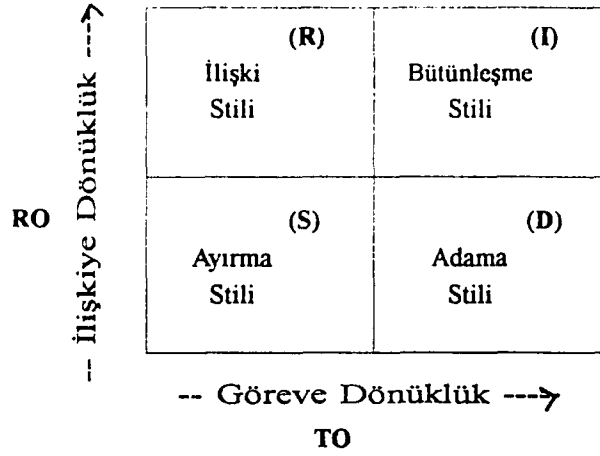 (R)
İlişki
Stili
(I)
Bütünleşme
Stili
(S)
Ayırma
Stili
(D)
Adama
Stili
RO
-- İlişkiye Dönüklük --->
-- Göreve Dönüklük --->
TO